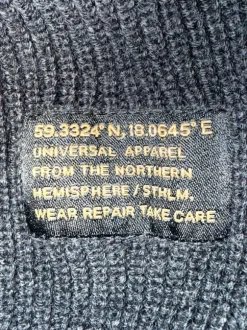 59.3324° N, 18.0645° E
UNIVERSAL APPAREL
FROM THE NORTHERN
HEMISPHERE / STHLM.
WEAR REPAIR TAKE CARE